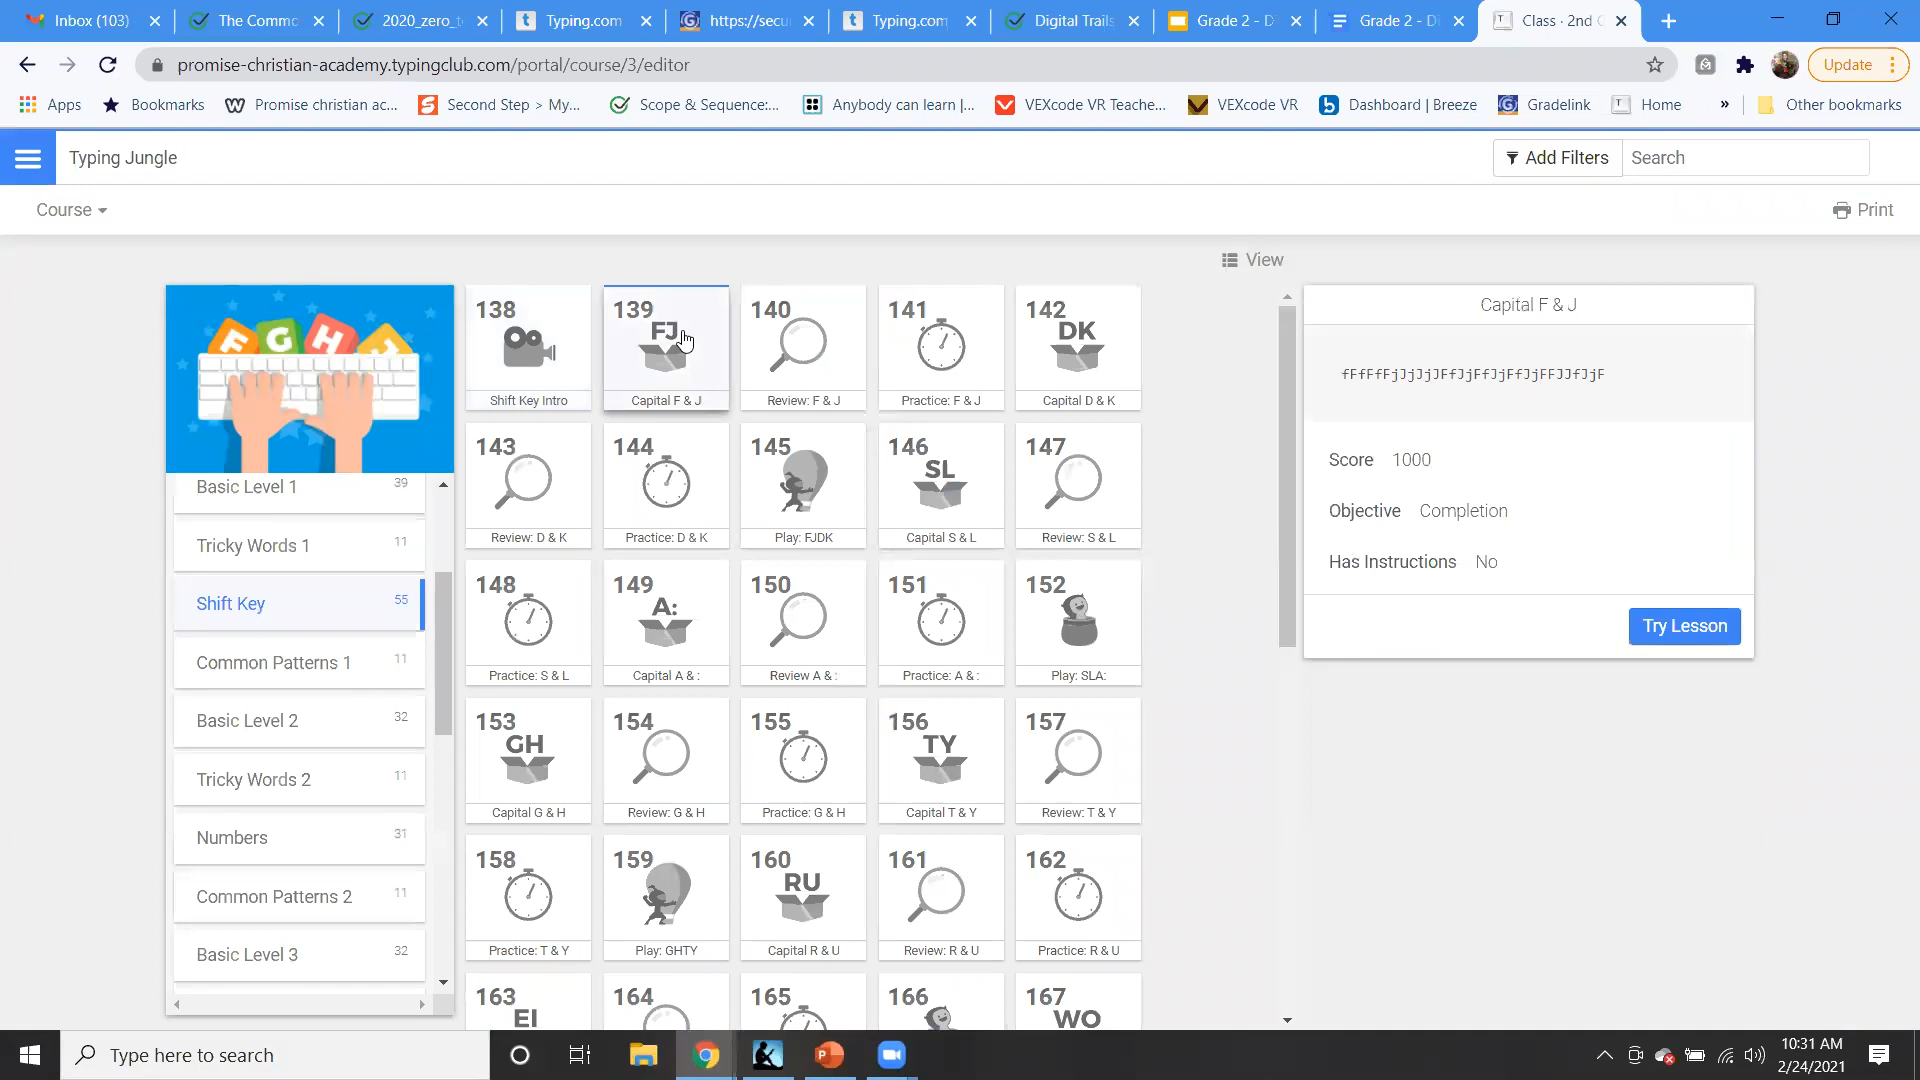 Inbox (103)
The Commo
2020_zero_t
Typing.com
https://secu
Typing.com
Digital Trails
Grade 2 - D
Grade 2 - Di
Class · 2nd G
promise-christian-academy.typingclub.com/portal/course/3/editor
Update
Apps
Bookmarks
Promise christian ac...
Second Step > My...
Scope & Sequence:...
Anybody can learn |...
VEXcode VR Teache...
VEXcode VR
Dashboard | Breeze
Gradelink
Home
»
Other bookmarks
Typing Jungle
Add Filters
Search
Course
Print
View
F G H J
Basic Level 1 39
Tricky Words 1 11
Shift Key 55
Common Patterns 1 11
Basic Level 2 32
Tricky Words 2 11
Numbers 31
Common Patterns 2 11
Basic Level 3 32
138
Shift Key Intro
139
FJ
Capital F & J
140
Review: F & J
141
Practice: F & J
142
DK
Capital D & K
143
Review: D & K
144
Practice: D & K
145
Play: FJDK
146
SL
Capital S & L
147
Review: S & L
148
Practice: S & L
149
A:
Capital A & :
150
Review A & :
151
Practice: A & :
152
Play: SLA:
153
GH
Capital G & H
154
Review: G & H
155
Practice: G & H
156
TY
Capital T & Y
157
Review: T & Y
158
Practice: T & Y
159
Play: GHTY
160
RU
Capital R & U
161
Review: R & U
162
Practice: R & U
163
EI
164
165
166
167
WO
Capital F & J
fFfFfFjJjJjJFfJjFfJjFfJjFFJJfJjF
Score 1000
Objective Completion
Has Instructions No
Try Lesson
Type here to search
10:31 AM
2/24/2021